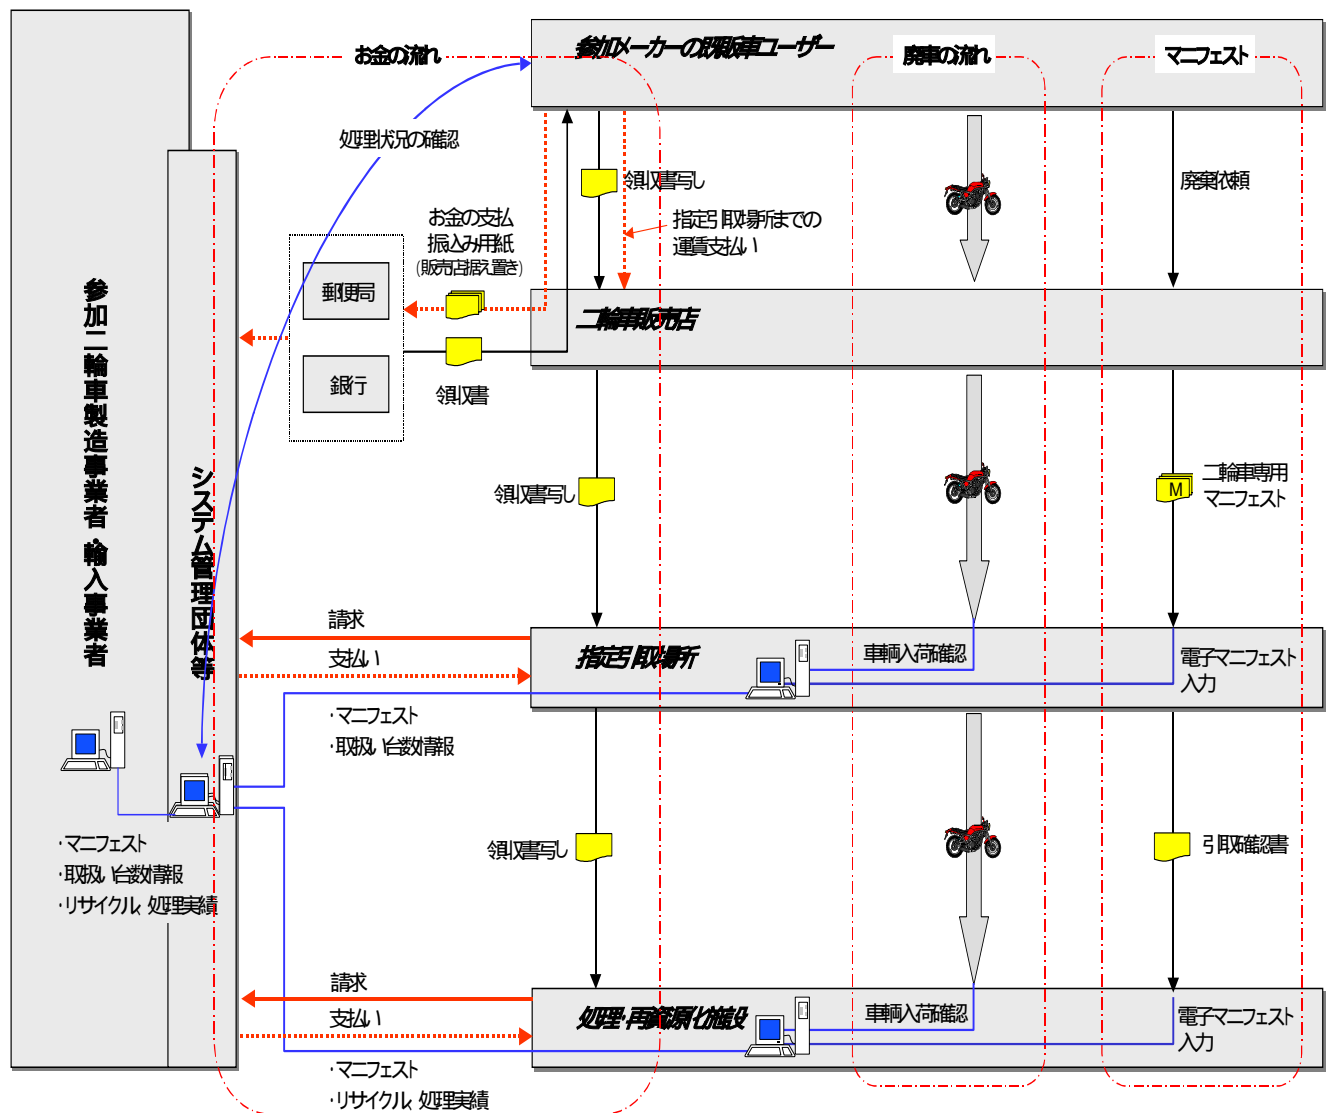 参加メーカーの既販車ユーザー
お金の流れ
廃車の流れ
マニフェスト
処理状況の確認
領収書写し
廃棄依頼
お金の支払
振込み用紙
(販売店据え置き)
指定引取場所までの
運賃支払い
郵便局
二輪車販売店
銀行
領収書
参加二輪車製造事業者・輸入事業者
システム管理団体等
領収書写し
M
二輪車専用
マニフェスト
請求
支払い
指定引取場所
車輌入荷確認
電子マニフェスト
入力
・マニフェスト
・取扱い台数情報
・マニフェスト
・取扱い台数情報
・リサイクル、処理実績
領収書写し
引取確認書
請求
支払い
処理・再資源化施設
車輌入荷確認
電子マニフェスト
入力
・マニフェスト
・リサイクル、処理実績